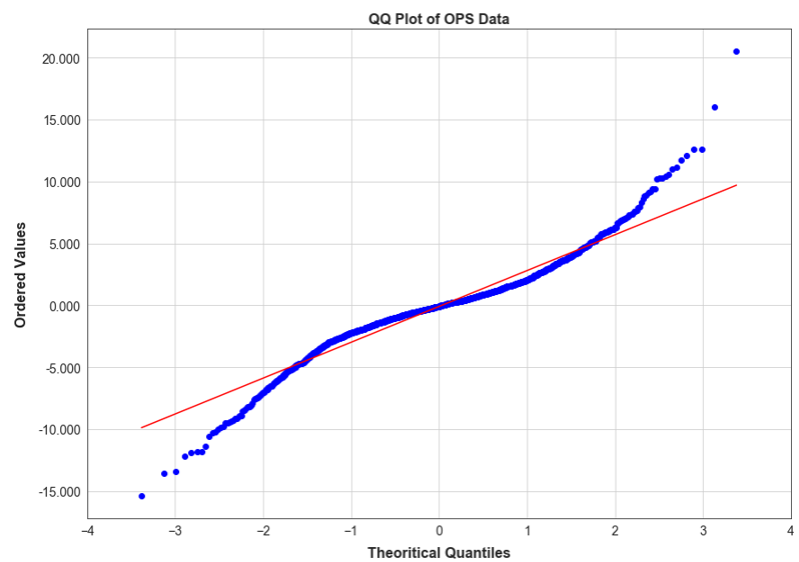 QQ Plot of OPS Data
Ordered Values
20.000
15.000
10.000
5.000
0.000
-5.000
-10.000
-15.000
−4 −3 −2 −1 0 1 2 3 4
Theoritical Quantiles